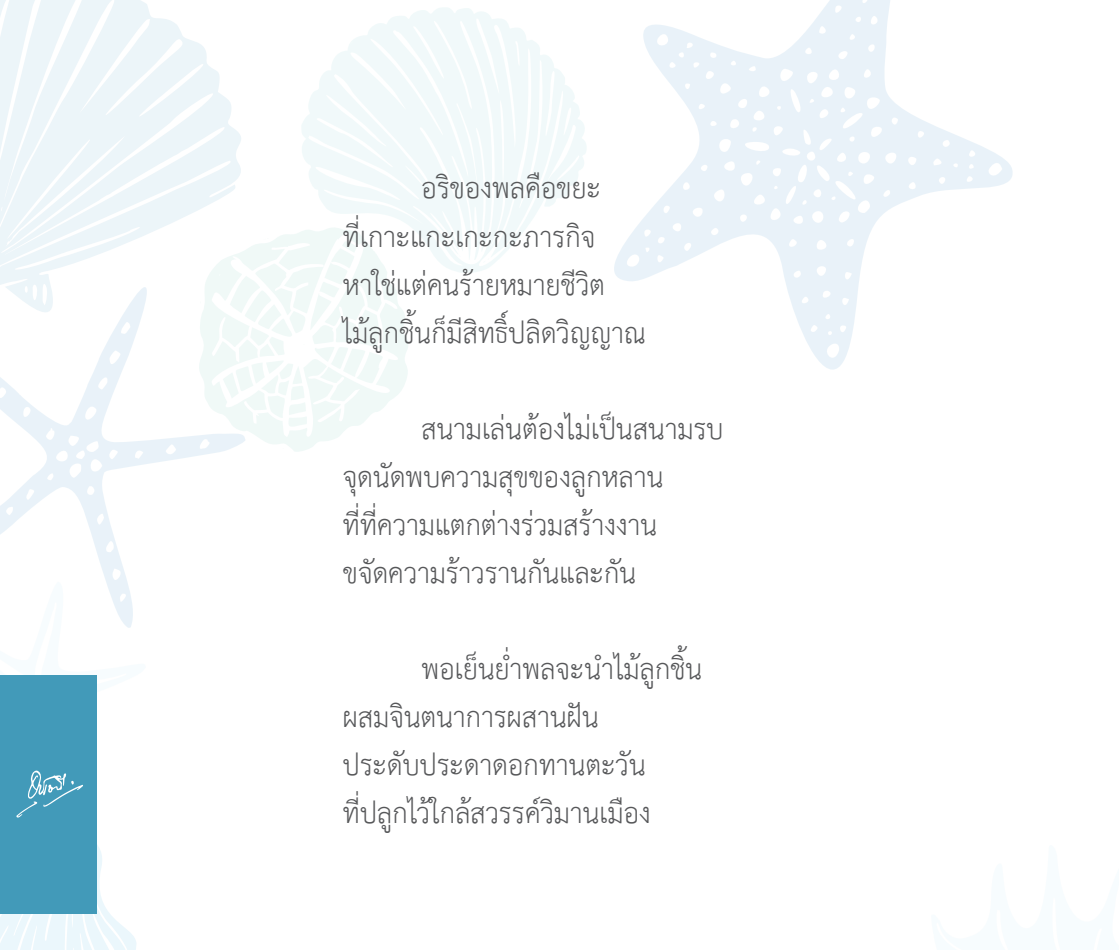 อริของพลคือขยะ
ที่เกาะแกะเกะกะภารกิจ
หาใช่แต่คนร้ายหมายชีวิต
ไม้ลูกชิ้นก็มีสิทธิ์ปลิดวิญญาณ
สนามเล่นต้องไม่เป็นสนามรบ
จุดนัดพบความสุขของลูกหลาน
ที่ที่ความแตกต่างร่วมสร้างงาน
ขจัดความร้าวรานกันและกัน
พอเย็นย่ำพลจะนำไม้ลูกชิ้น
ผสมจินตนาการผสานฝัน
ประดับประดาดอกทานตะวัน
ที่ปลูกไว้ใกล้สวรรค์วิมานเมือง